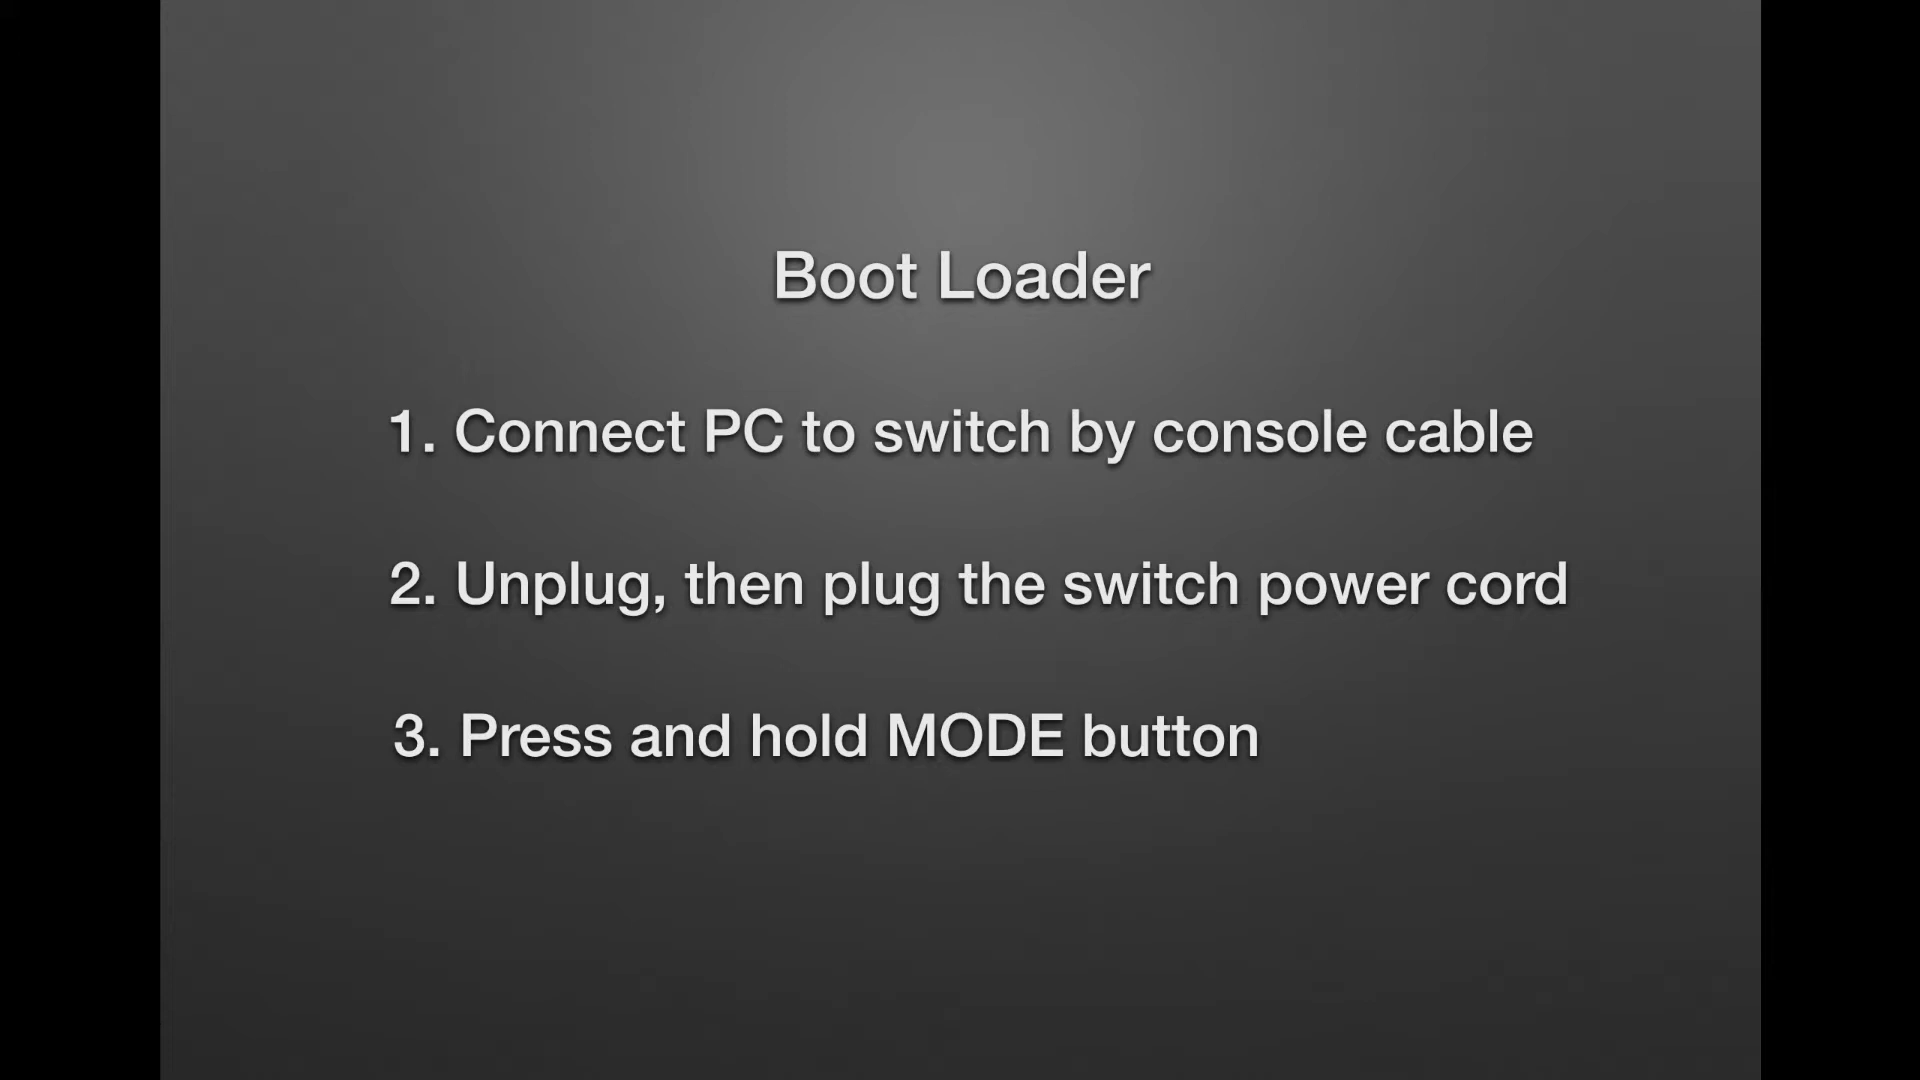 Boot Loader
1. Connect PC to switch by console cable
2. Unplug, then plug the switch power cord
3. Press and hold MODE button